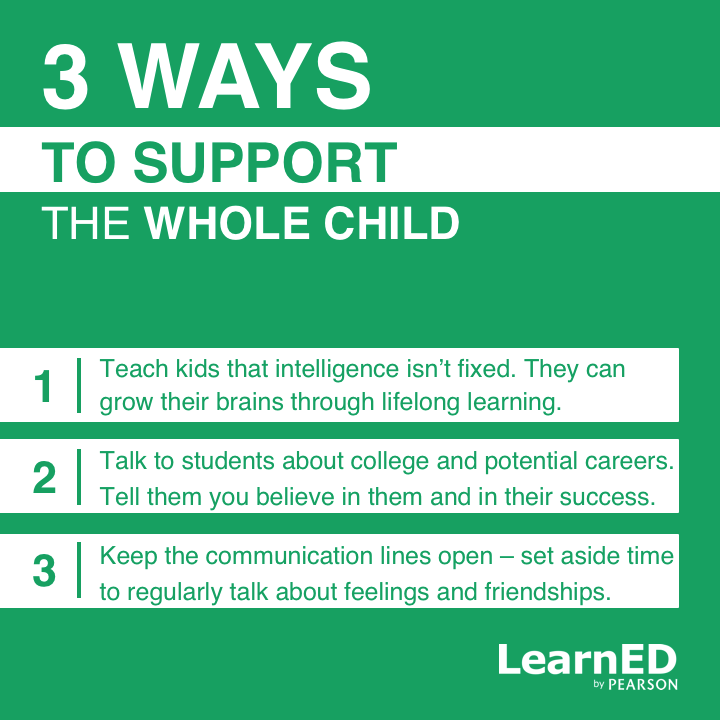 3 WAYS
TO SUPPORT
THE WHOLE CHILD
1
Teach kids that intelligence isn’t fixed. They can
grow their brains through lifelong learning.
2
Talk to students about college and potential careers.
Tell them you believe in them and in their success.
3
Keep the communication lines open – set aside time
to regularly talk about feelings and friendships.
LearnED
by PEARSON